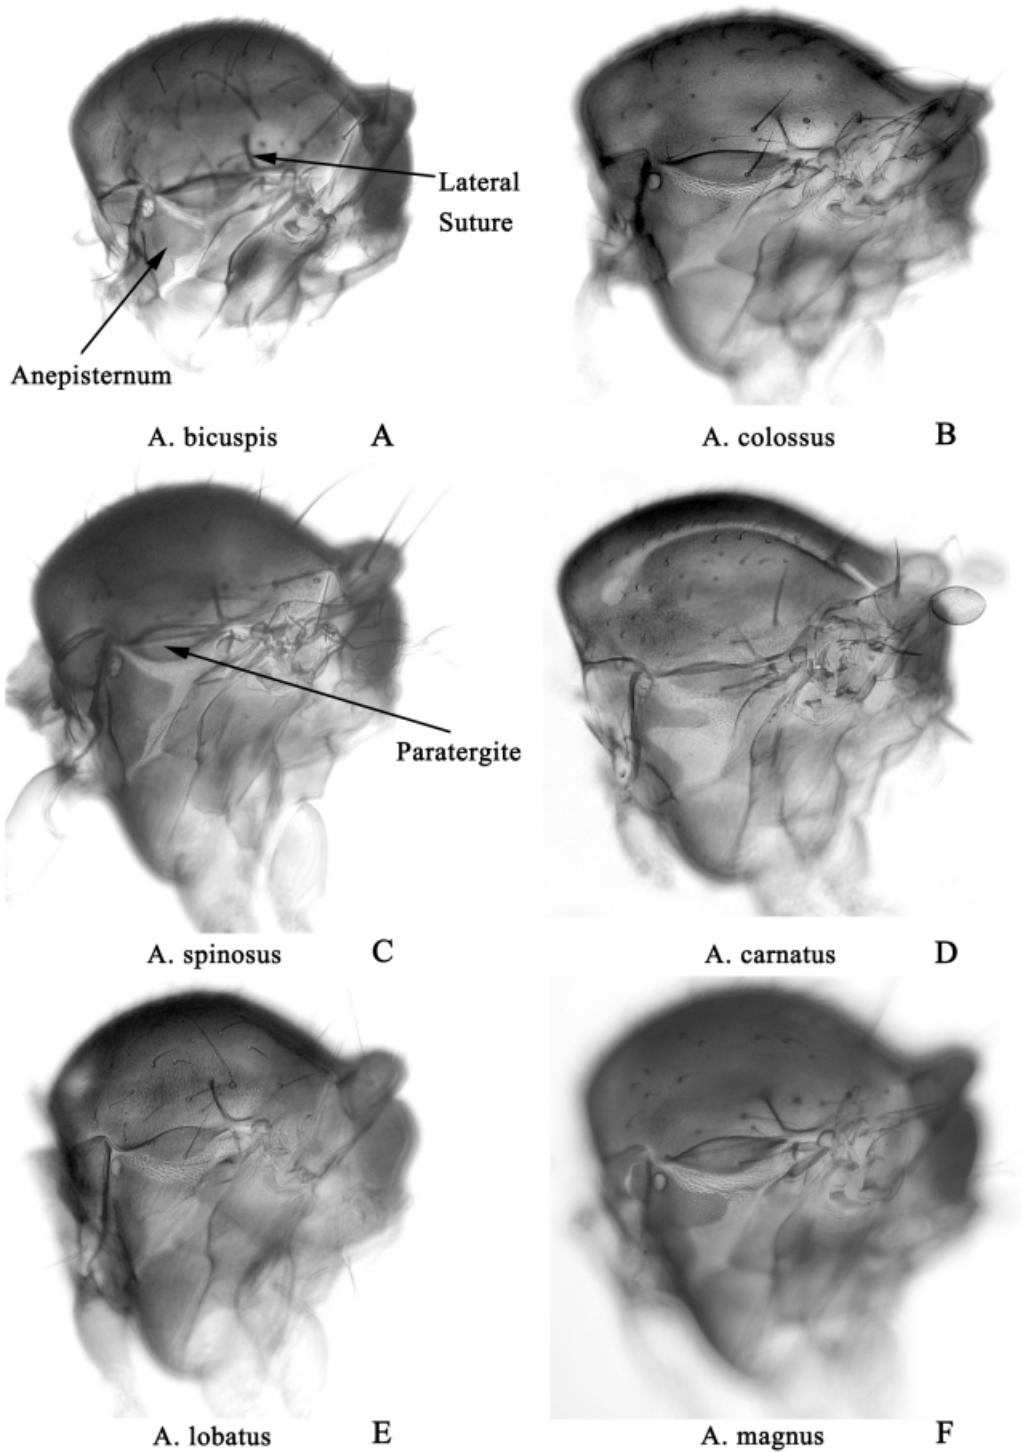 Lateral
Suture
Anepisternum
A. bicuspis A
A. colossus B
Paratergite
A. spinosus C
A. carnatus D
A. lobatus E
A. magnus F